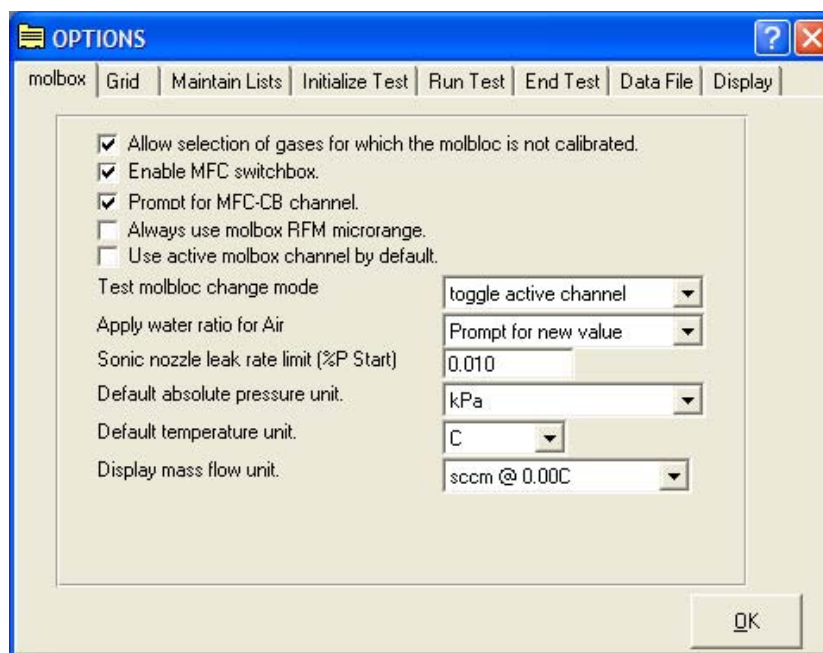 OPTIONS
molbox Grid Maintain Lists Initialize Test Run Test End Test Data File Display
Allow selection of gases for which the molbloc is not calibrated.
Enable MFC switchbox.
Prompt for MFC-CB channel.
Always use molbox RFM microrange.
Use active molbox channel by default.
Test molbloc change mode toggle active channel
Apply water ratio for Air Prompt for new value
Sonic nozzle leak rate limit (%P Start) 0.010
Default absolute pressure unit. kPa
Default temperature unit. C
Display mass flow unit. sccm @ 0.00C
OK